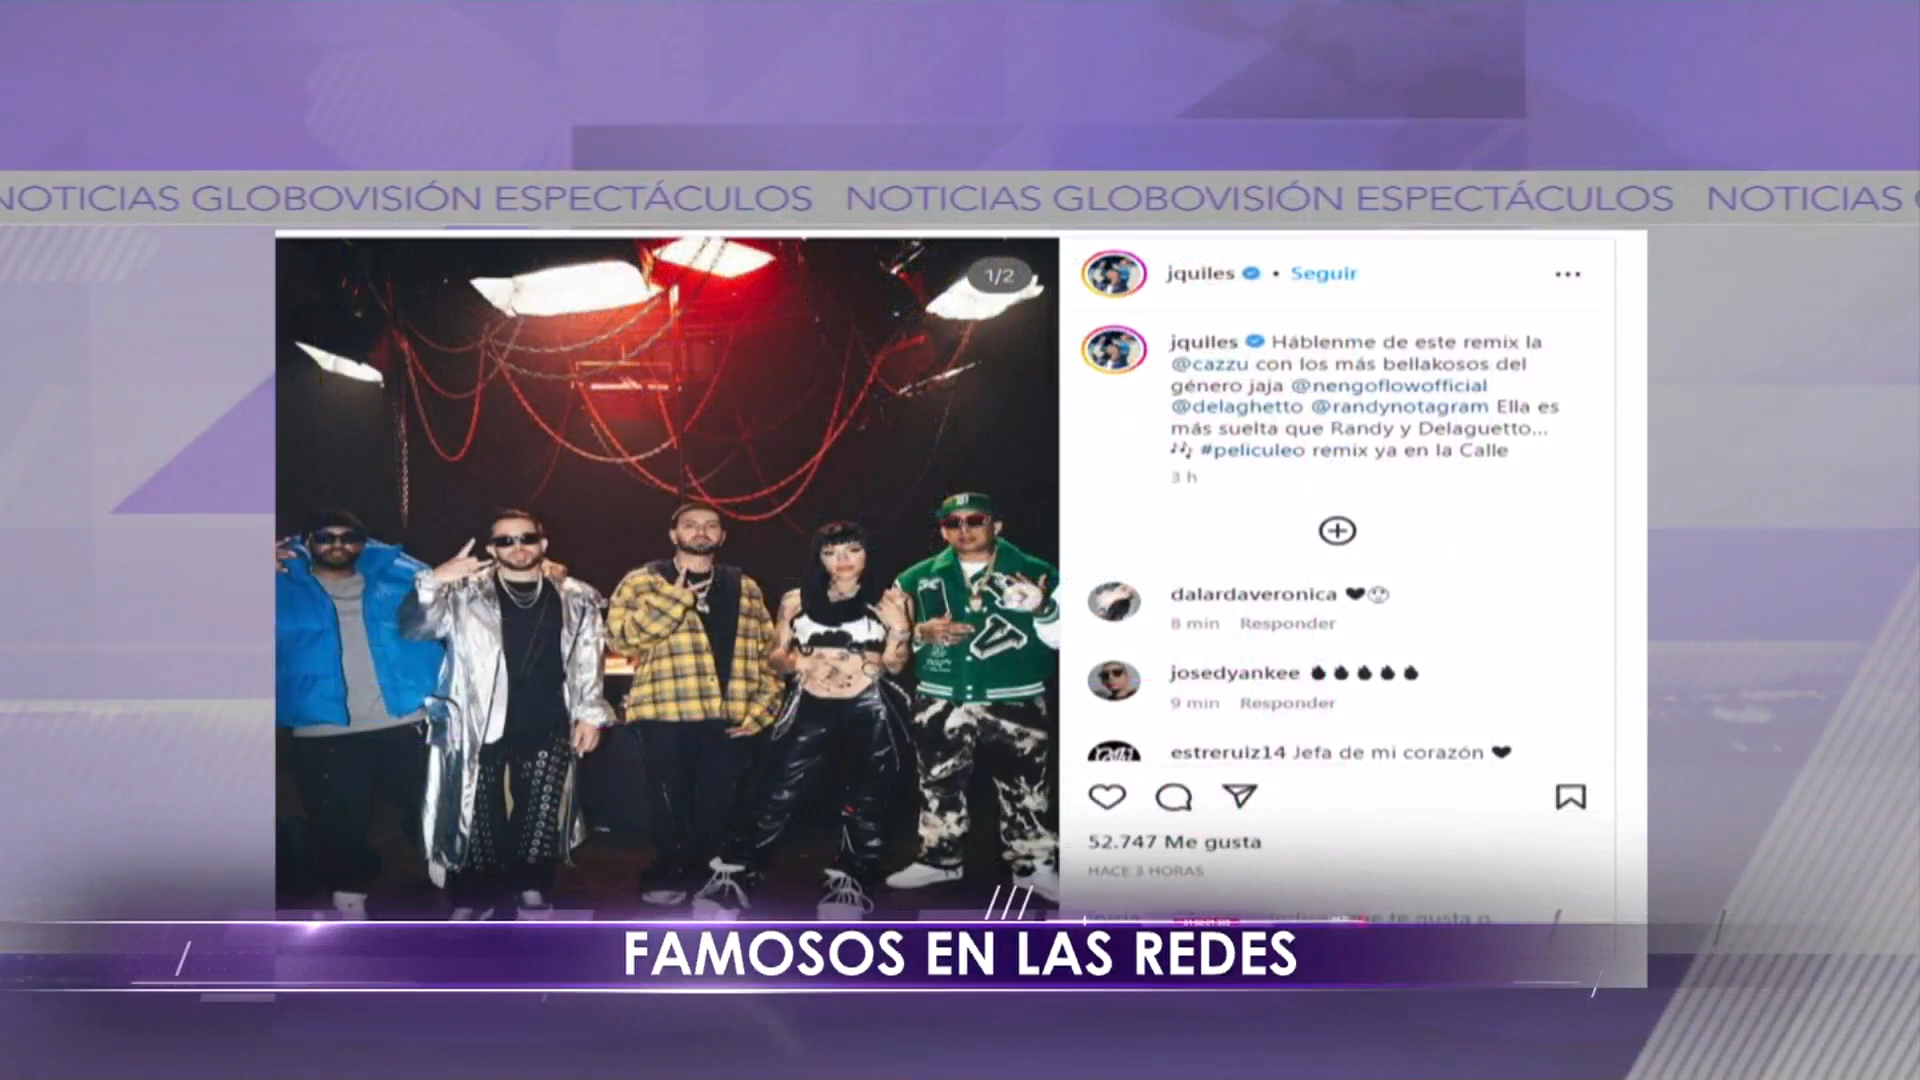 NOTICIAS GLOBOVISIÓN ESPECTÁCULOS NOTICIAS GLOBOVISIÓN ESPECTÁCULOS NOTICIAS
1/2
jquiles • Seguir
jquiles Háblenme de este remix la
@cazzu con los más bellakosos del
género jaja @nengoflowofficial
@delaghetto @randynotagram Ella es
más suelta que Randy y Delaguetto...
🎶 #peliculeo remix ya en la Calle
3 h
dalardaveronica
8 min Responder
josedyankee
9 min Responder
estreruiz14 Jefa de mi corazón
52.747 Me gusta
HACE 3 HORAS
FAMOSOS EN LAS REDES